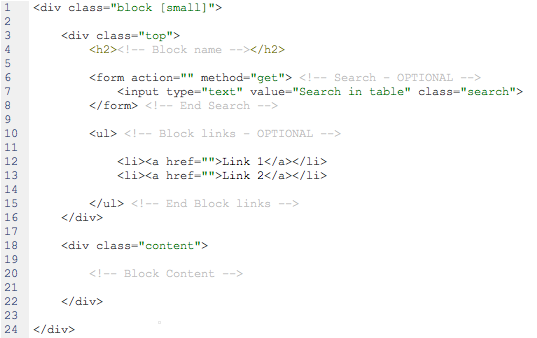 1 <div class="block [small]">
2
3 <div class="top">
4 <h2><!-- Block name --></h2>
5
6 <form action="" method="get"> <!-- Search - OPTIONAL -->
7 <input type="text" value="Search in table" class="search">
8 </form> <!-- End Search -->
9
10 <ul> <!-- Block links - OPTIONAL -->
11
12 <li><a href="">Link 1</a></li>
13 <li><a href="">Link 2</a></li>
14
15 </ul> <!-- End Block links -->
16 </div>
17
18 <div class="content">
19
20 <!-- Block Content -->
21
22 </div>
23
24 </div>